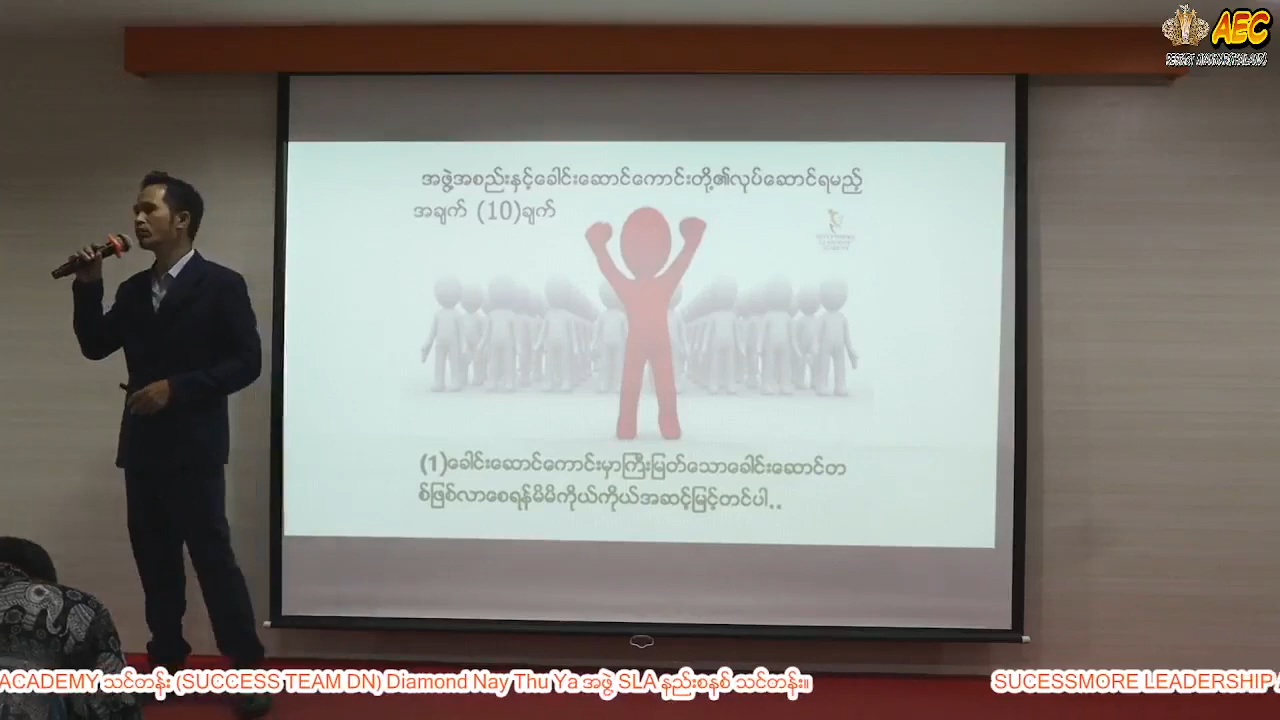 AEC
အဖွဲ့အစည်းနှင့်ခေါင်းဆောင်ကောင်းတို့၏လုပ်ဆောင်ရမည့်
အချက် (10)ချက်
(1)ခေါင်းဆောင်ကောင်းမှာကြီးမြတ်သောခေါင်းဆောင်တ
စ်ဖြစ်လာစေရန်မိမိကိုယ်ကိုယ်အဆင့်မြှင့်တင်ပါ..
ACADEMY သင်တန်း (SUCCESS TEAM DN) Diamond Nay Thu Ya အဖွဲ့ SLA နည်းစနစ် သင်တန်း။ SUCESSMORE LEADERSHIP